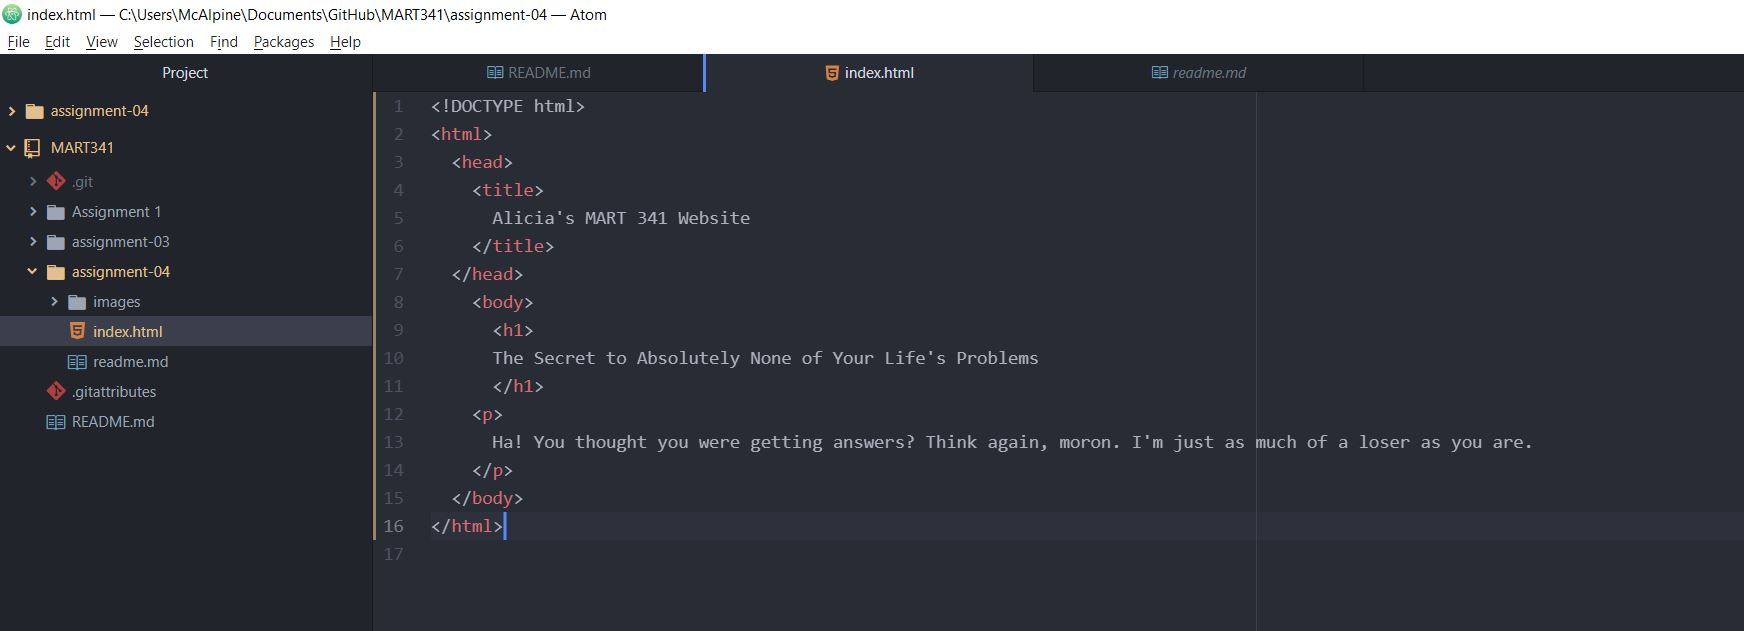 index.html — C:\Users\McAlpine\Documents\GitHub\MART341\assignment-04 — Atom
File Edit View Selection Find Packages Help
Project
README.md
index.html
readme.md
assignment-04
MART341
.git
Assignment 1
assignment-03
assignment-04
images
index.html
readme.md
.gitattributes
README.md
1 <!DOCTYPE html>
2 <html>
3 <head>
4 <title>
5 Alicia's MART 341 Website
6 </title>
7 </head>
8 <body>
9 <h1>
10 The Secret to Absolutely None of Your Life's Problems
11 </h1>
12 <p>
13 Ha! You thought you were getting answers? Think again, moron. I'm just as much of a loser as you are.
14 </p>
15 </body>
16 </html>
17